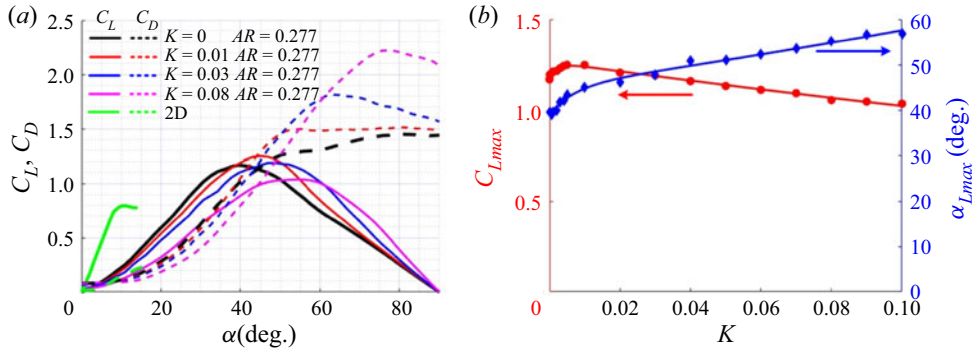 (a)
C_L, C_D
2.5
2.0
1.5
1.0
0.5
0
20
40
60
80
α(deg.)
C_L C_D
K = 0 AR = 0.277
K = 0.01 AR = 0.277
K = 0.03 AR = 0.277
K = 0.08 AR = 0.277
2D
(b)
C_Lmax
1.5
1.0
0.5
0
0.02
0.04
0.06
0.08
0.10
K
60
50
40
30
20
10
0
α_Lmax (deg.)